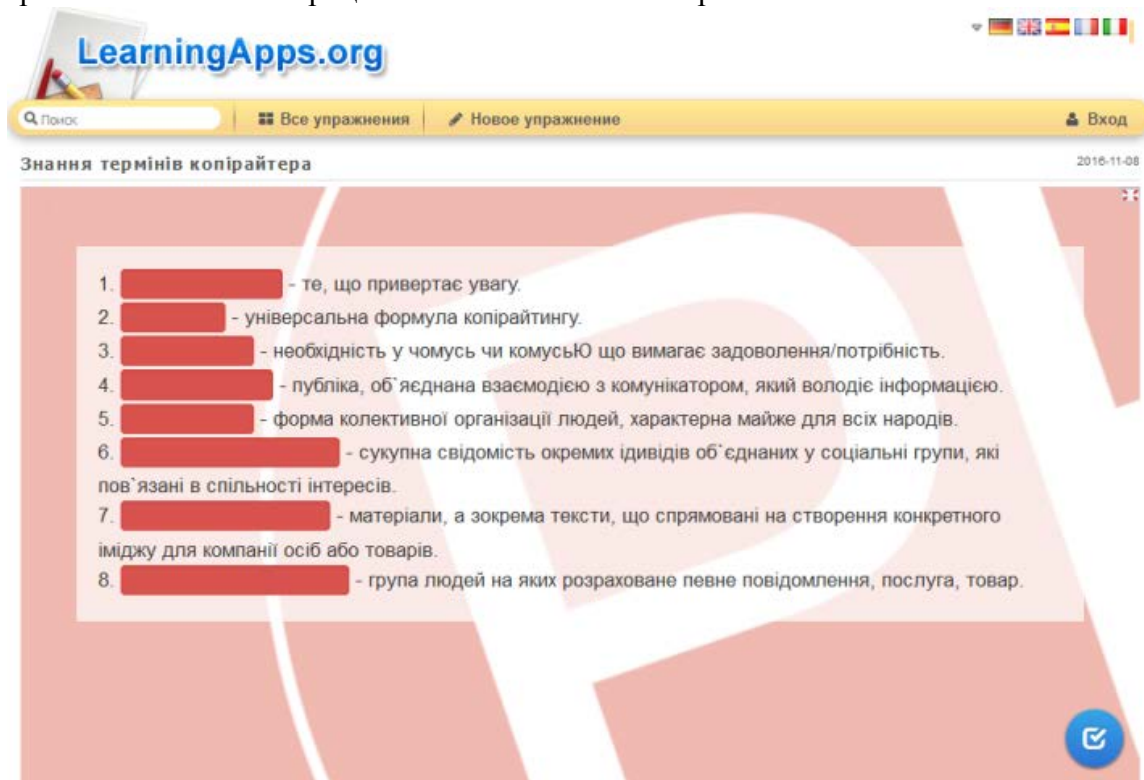 LearningApps.org
Поиск
Все упражнения
Новое упражнение
Вход
Знання термінів копірайтера
2016-11-08
1. - те, що привертає увагу.
2. - універсальна формула копірайтингу.
3. - необхідність у чомусь чи комусьЮ що вимагає задоволення/потрібність.
4. - публіка, об`яєднана взаємодією з комунікатором, який володіє інформацією.
5. - форма колективної організації людей, характерна майже для всіх народів.
6. - сукупна свідомість окремих ідивідів об`єднаних у соціальні групи, які
пов`язані в спільності інтересів.
7. - матеріали, а зокрема тексти, що спрямовані на створення конкретного
іміджу для компанії осіб або товарів.
8. - група людей на яких розраховане певне повідомлення, послуга, товар.